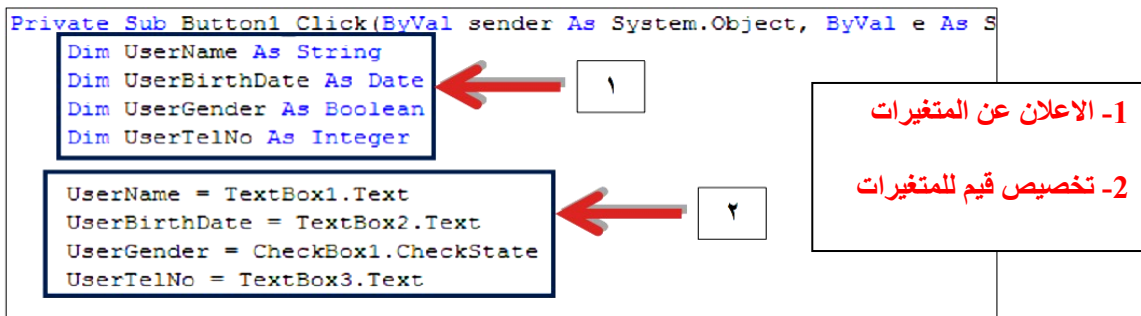 Private Sub Button1_Click(ByVal sender As System.Object, ByVal e As S
Dim UserName As String
Dim UserBirthDate As Date
Dim UserGender As Boolean
Dim UserTelNo As Integer
١
UserName = TextBox1.Text
UserBirthDate = TextBox2.Text
UserGender = CheckBox1.CheckState
UserTelNo = TextBox3.Text
٢
1- الاعلان عن المتغيرات
2- تخصيص قيم للمتغيرات